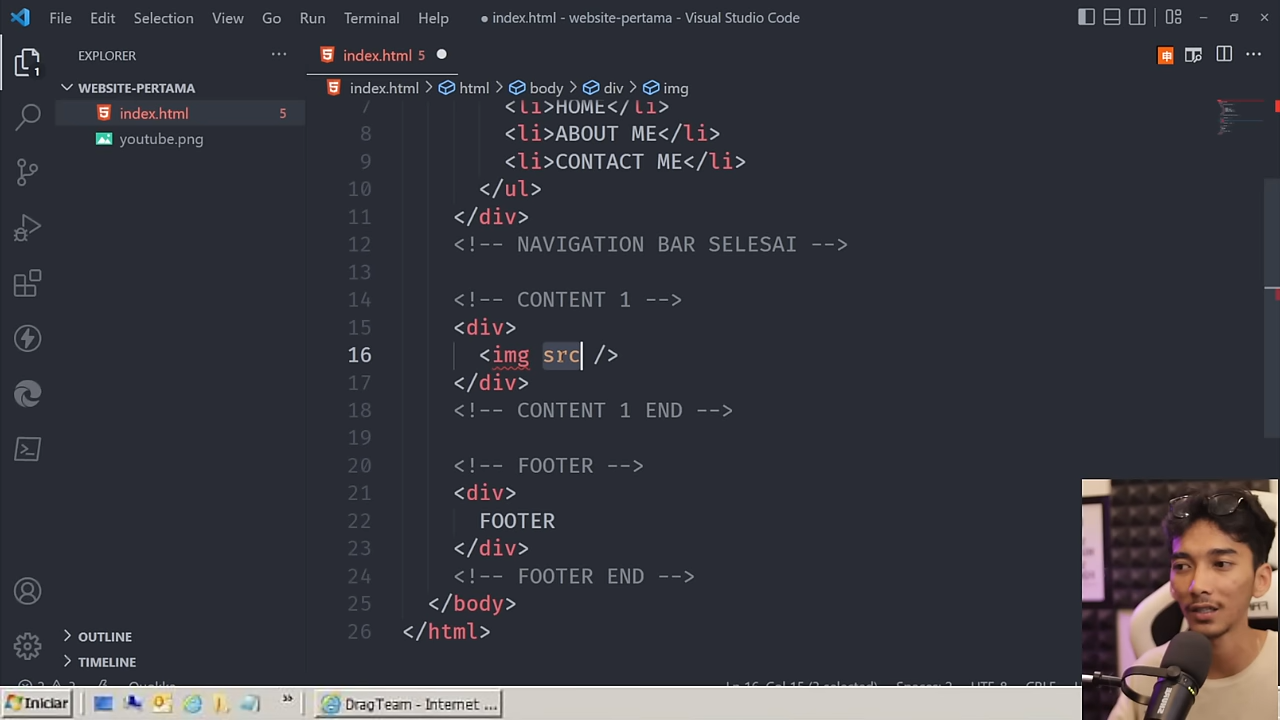 File Edit Selection View Go Run Terminal Help ● index.html - website-pertama - Visual Studio Code
EXPLORER ... index.html 5 ●
WEBSITE-PERTAMA
index.html > html > body > div > img
index.html 5
youtube.png
7 <li>HOME</li>
8 <li>ABOUT ME</li>
9 <li>CONTACT ME</li>
10 </ul>
11 </div>
12 <!-- NAVIGATION BAR SELESAI -->
13
14 <!-- CONTENT 1 -->
15 <div>
16 <img src />
17 </div>
18 <!-- CONTENT 1 END -->
19
20 <!-- FOOTER -->
21 <div>
22 FOOTER
23 </div>
24 <!-- FOOTER END -->
25 </body>
26 </html>
1
OUTLINE
TIMELINE
Iniciar
DragTeam - Internet ...